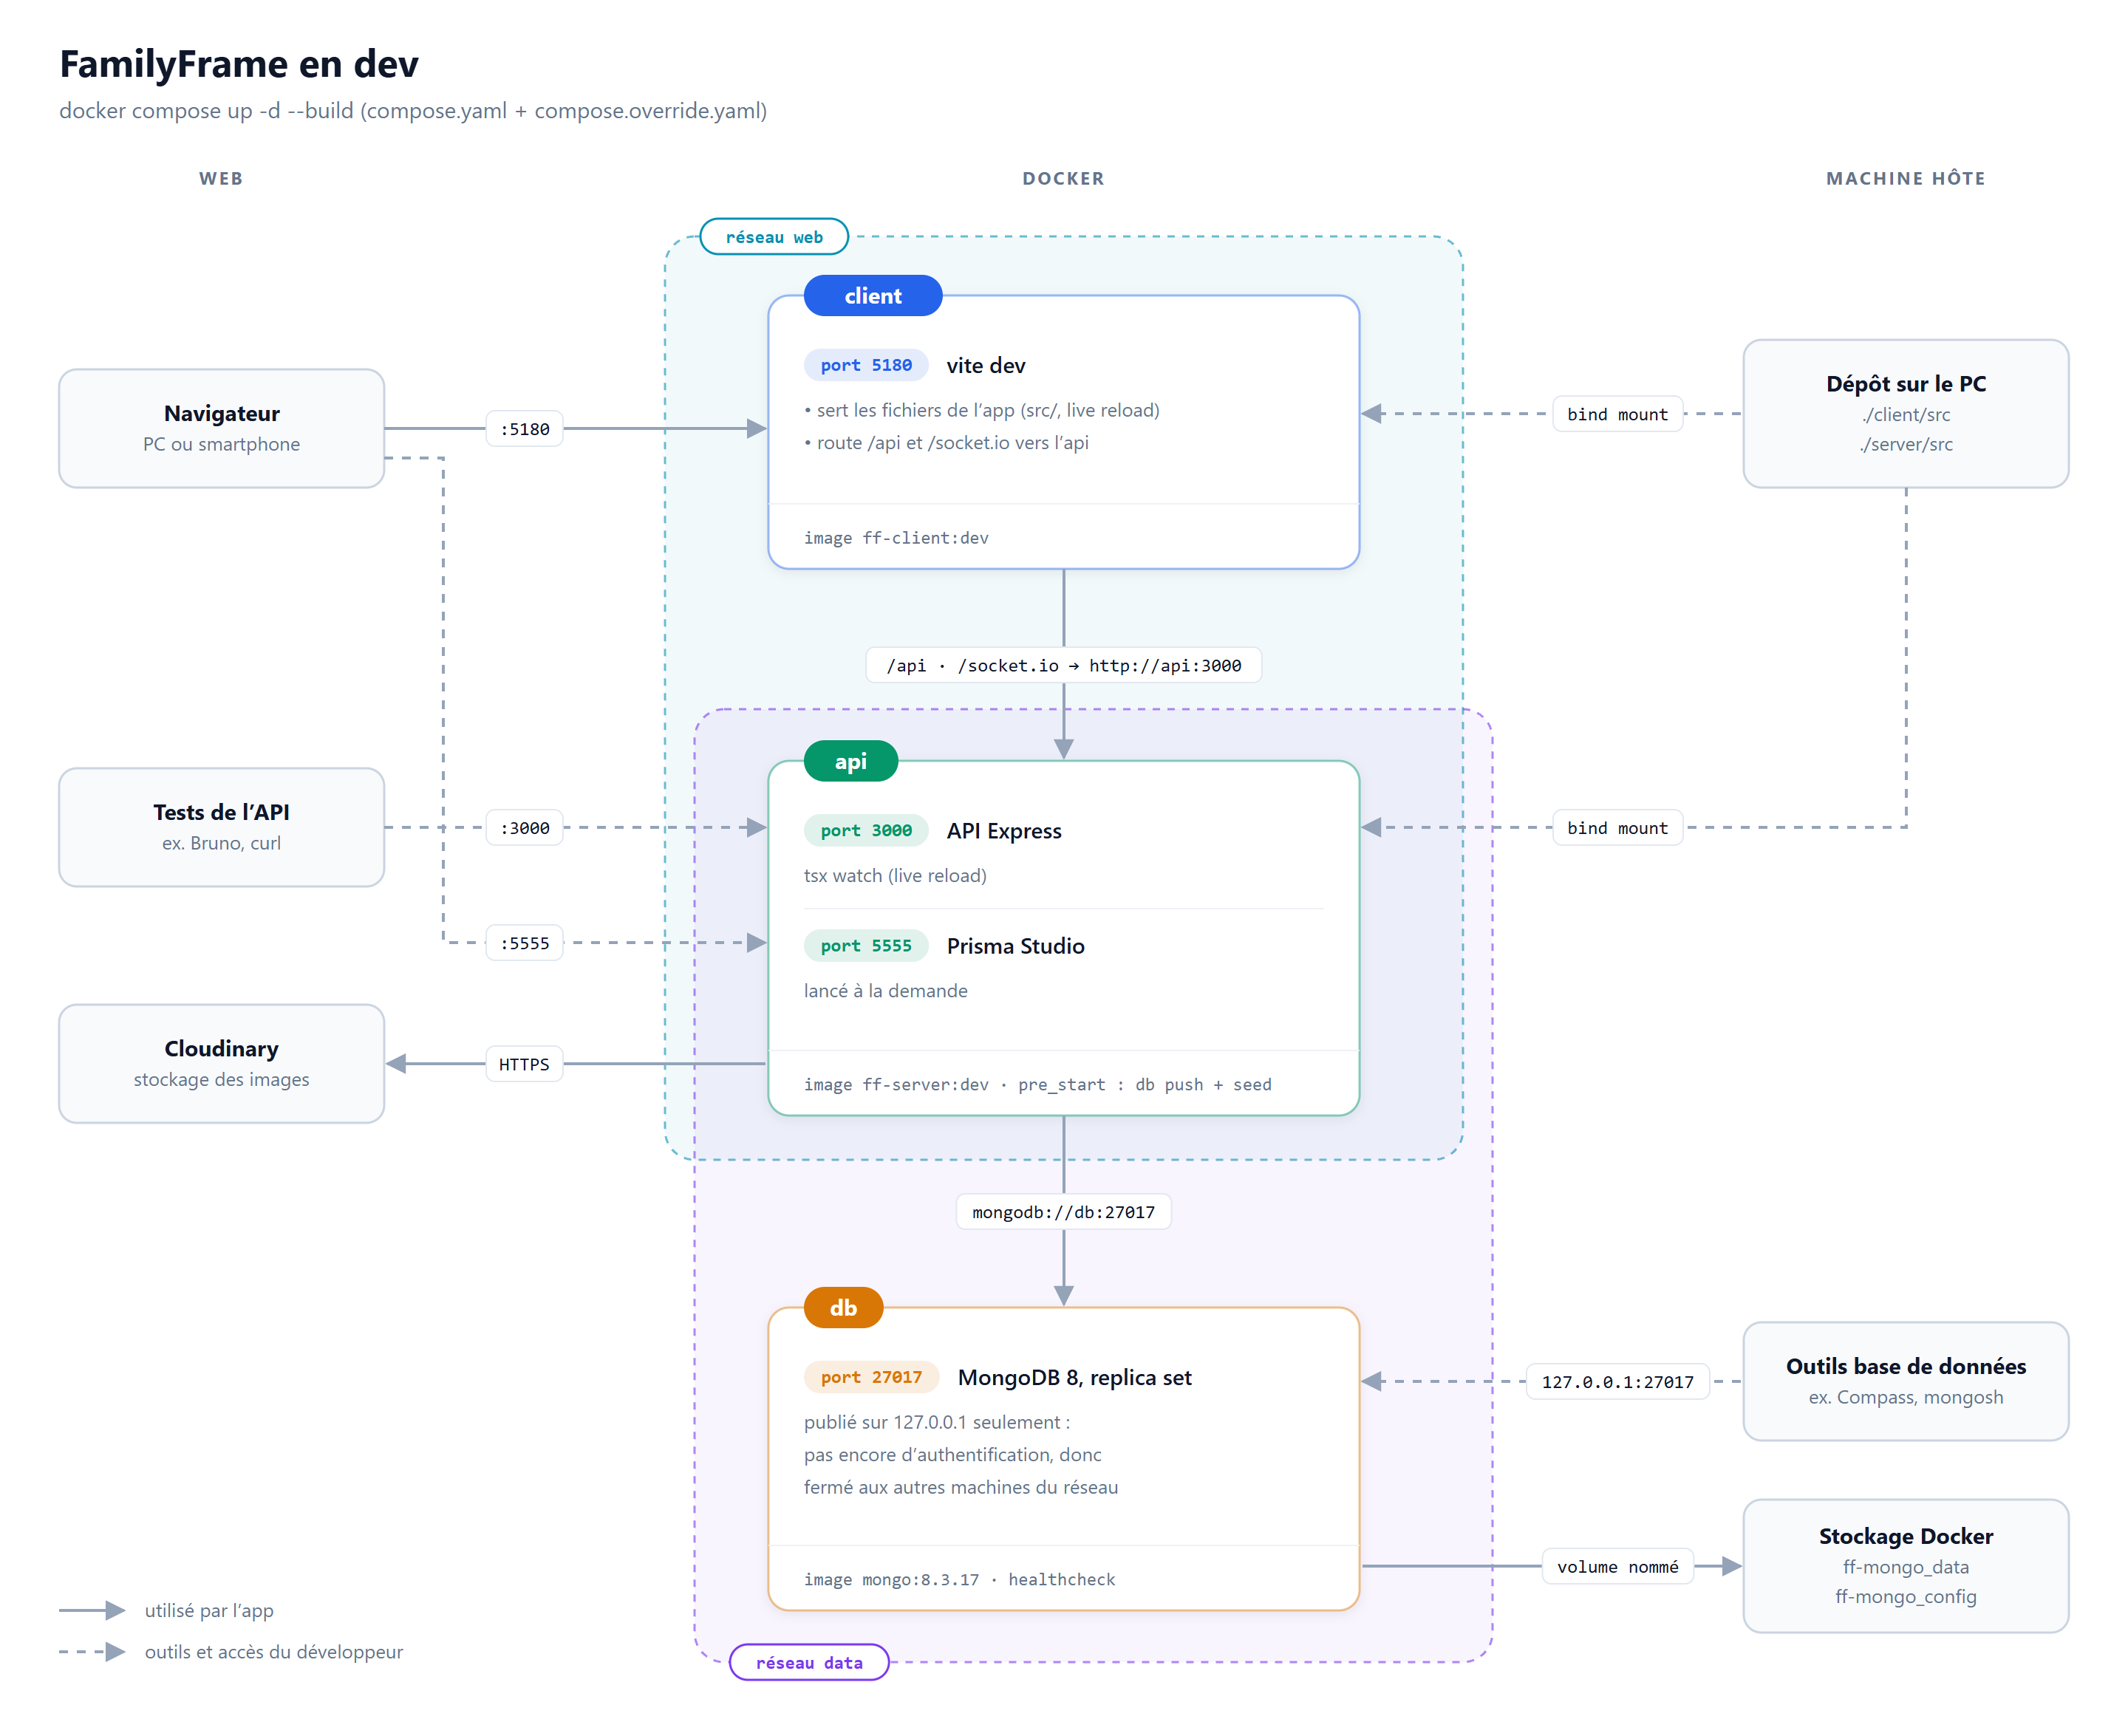 FamilyFrame en dev
docker compose up -d --build (compose.yaml + compose.override.yaml)
WEB
DOCKER
MACHINE HÔTE
réseau web
client
port 5180 vite dev
• sert les fichiers de l'app (src/, live reload)
• route /api et /socket.io vers l'api
image ff-client:dev
Navigateur
PC ou smartphone
:5180
bind mount
Dépôt sur le PC
./client/src
./server/src
/api · /socket.io → http://api:3000
api
port 3000 API Express
tsx watch (live reload)
port 5555 Prisma Studio
lancé à la demande
image ff-server:dev · pre_start : db push + seed
Tests de l'API
ex. Bruno, curl
:3000
bind mount
:5555
Cloudinary
stockage des images
HTTPS
mongodb://db:27017
db
port 27017 MongoDB 8, replica set
publié sur 127.0.0.1 seulement :
pas encore d'authentification, donc
fermé aux autres machines du réseau
image mongo:8.3.17 · healthcheck
127.0.0.1:27017
Outils base de données
ex. Compass, mongosh
volume nommé
Stockage Docker
ff-mongo_data
ff-mongo_config
utilisé par l'app
outils et accès du développeur
réseau data